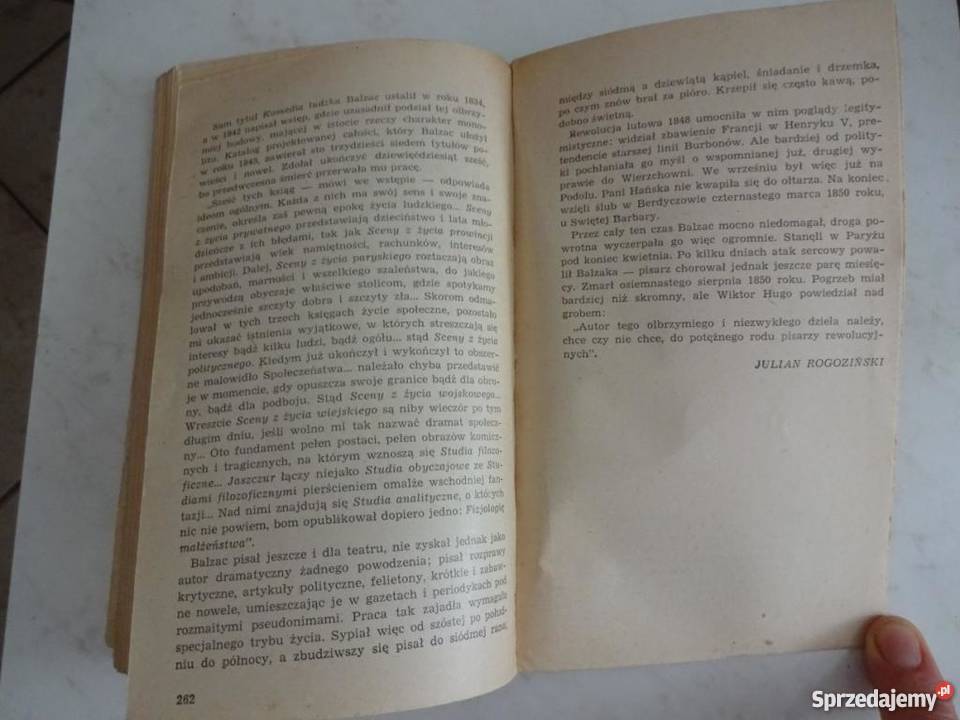 Sam tytuł Komedia ludzka Balzac ustalił w roku 1834,
a w 1842 napisał wstęp, gdzie uzasadnił podział tej olbrzy-
miej budowy, mającej w istocie rzeczy charakter mono-
litu. Katalog projektowanej całości, który Balzac ułożył
w roku 1845, zawierał sto trzydzieści siedem tytułów po-
wieści i nowel. Zdołał ukończyć dziewięćdziesiąt sześć,
bo przedwczesna śmierć przerwała mu pracę.
„Sześć tych ksiąg — mówi we wstępie — odpowiada
ideom ogólnym. Każda z nich ma swój sens i swoje zna-
czenie, określa zaś pewną epokę życia ludzkiego... Sceny
z życia prywatnego przedstawiają dzieciństwo i lata mło-
dzieńcze z ich błędami, tak jak Sceny z życia prowincji
przedstawiają wiek namiętności, rachunków, interesów
i ambicji. Dalej, Sceny z życia paryskiego roztaczają obraz
upodobań, marności i wszelkiego szaleństwa, do jakiego
przywodzą obyczaje właściwe stolicom, gdzie spotykamy
jednocześnie szczyty dobra i szczyty zła... Skorom odma-
lował w tych trzech księgach życie społeczne, pozostało
mi ukazać istnienia wyjątkowe, w których streszczają się
interesy bądź kilku ludzi, bądź ogółu... stąd Sceny z życia
politycznego. Kiedym już ukończył i wykończył to obszer-
ne malowidło Społeczeństwa... należało chyba przedstawić
je w momencie, gdy opuszcza swoje granice bądź dla obro-
ny, bądź dla podboju. Stąd Sceny z życia wojskowego...
Wreszcie Sceny z życia wiejskiego są niby wieczór po tym
długim dniu, jeśli wolno mi tak nazwać dramat społecz-
ny... Oto fundament pełen postaci, pełen obrazów komicz-
nych i tragicznych, na którym wznoszą się Studia filozo-
ficzne... Jaszczur łączy niejako Studia obyczajowe ze Stu-
diami filozoficznymi pierścieniem omalże wschodniej fan-
tazji... Nad nimi znajdują się Studia analityczne, o których
nic nie powiem, bom opublikował dopiero jedno: Fizjologię
małżeństwa".
Balzac pisał jeszcze i dla teatru, nie zyskał jednak jako
autor dramatyczny żadnego powodzenia; pisał rozprawy
krytyczne, artykuły polityczne, felietony, krótkie i zabaw-
ne nowele, umieszczając je w gazetach i periodykach pod
rozmaitymi pseudonimami. Praca tak zajadła wymagała
specjalnego trybu życia. Sypiał więc od szóstej po połud-
niu do północy, a zbudziwszy się pisał do siódmej rano;
262
między siódmą a dziewiątą kąpiel, śniadanie i drzemka,
po czym znów brał za pióro. Krzepił się często kawą, po-
dobno świetną.
Rewolucja lutowa 1848 umocniła w nim poglądy legity-
mistyczne: widział zbawienie Francji w Henryku V, pre-
tendencie starszej linii Burbonów. Ale bardziej od polity-
ki pochłaniała go myśl o wspomnianej już, drugiej wy-
prawie do Wierzchowni. We wrześniu był więc już na
Podolu. Pani Hańska nie kwapiła się do ołtarza. Na koniec
wzięli ślub w Berdyczowie czternastego marca 1850 roku,
u Świętej Barbary.
Przez cały ten czas Balzac mocno niedomagał, droga po-
wrotna wyczerpała go więc ogromnie. Stanęli w Paryżu
pod koniec kwietnia. Po kilku dniach atak sercowy powa-
lił Balzaka — pisarz chorował jednak jeszcze parę miesię-
cy. Zmarł osiemnastego sierpnia 1850 roku. Pogrzeb miał
bardziej niż skromny, ale Wiktor Hugo powiedział nad
grobem:
„Autor tego olbrzymiego i niezwykłego dzieła należy,
chce czy nie chce, do potężnego rodu pisarzy rewolucyj-
nych".
JULIAN ROGOZIŃSKI
Sprzedajemy.pl